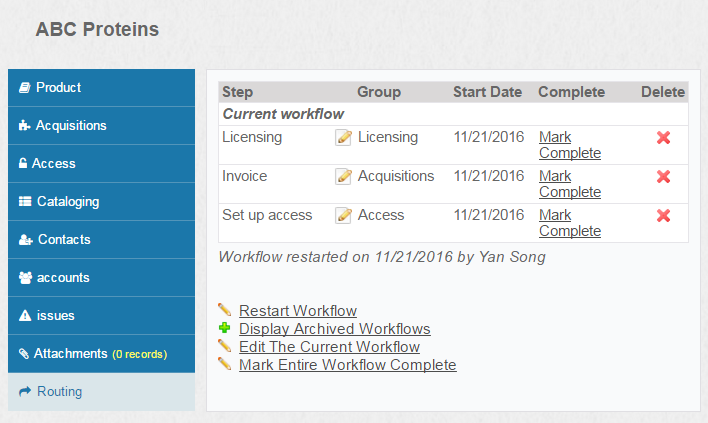 ABC Proteins
Product
Acquisitions
Access
Cataloging
Contacts
accounts
issues
Attachments (0 records)
Routing
Step Group Start Date Complete Delete
Current workflow
Licensing Licensing 11/21/2016 Mark
Complete
Invoice Acquisitions 11/21/2016 Mark
Complete
Set up access Access 11/21/2016 Mark
Complete
Workflow restarted on 11/21/2016 by Yan Song
Restart Workflow
Display Archived Workflows
Edit The Current Workflow
Mark Entire Workflow Complete